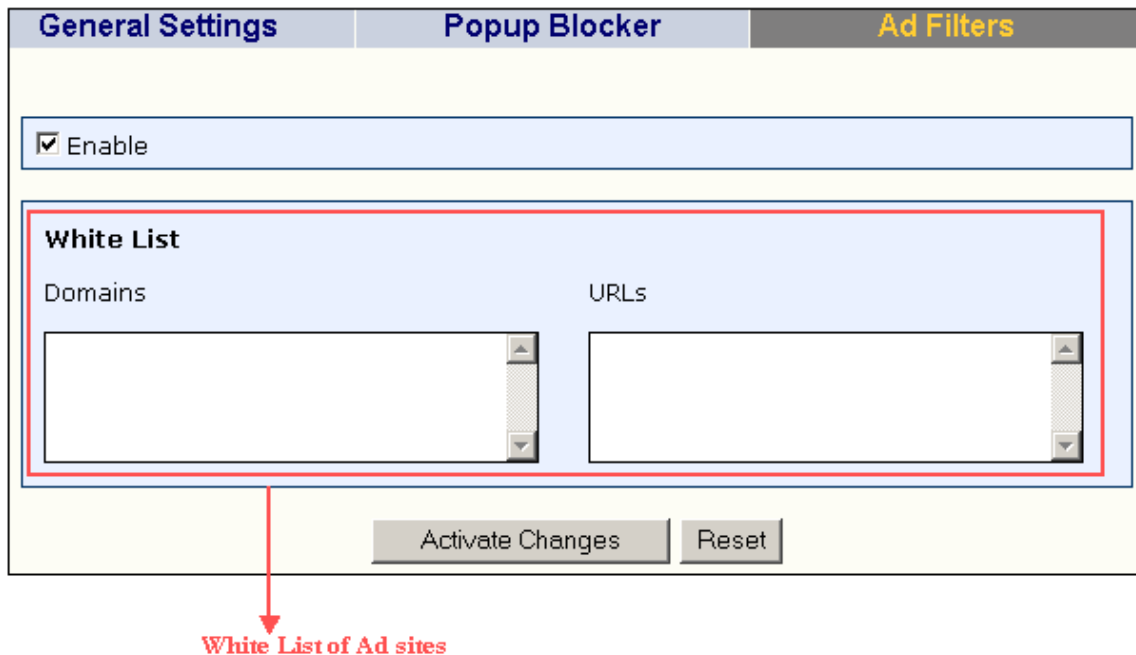 General Settings Popup Blocker Ad Filters
Enable
White List
Domains URLs
Activate Changes Reset
White List of Ad sites